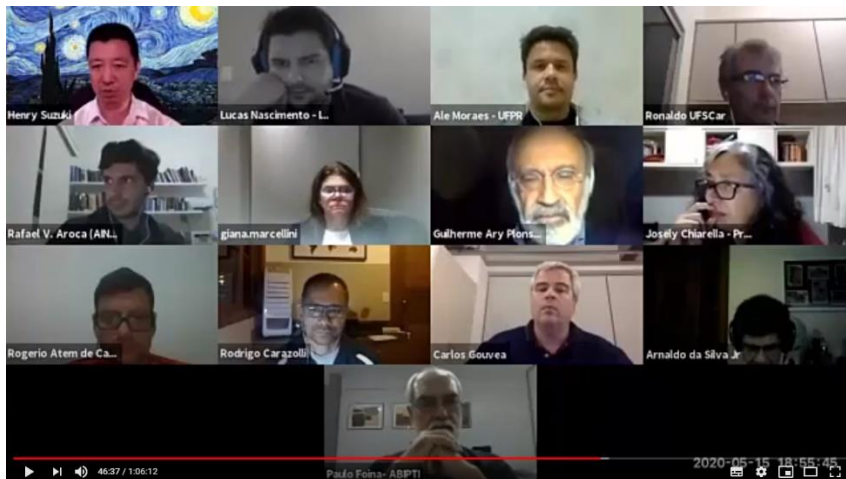 Henry Suzuki
Lucas Nascimento - L...
Ale Moraes - UFPR
Ronaldo UFSCar
Rafael V. Aroca (AIN...
giana.marcellini
Guilherme Ary Plons...
Josely Chiarella - Pr...
Rogerio Atem de Ca...
Rodrigo Carazolli
Carlos Gouvea
Arnaldo da Silva Jr
Paulo Foina- ABIPTI
2020-05-15 18:55:45
46:37 / 1:06:12